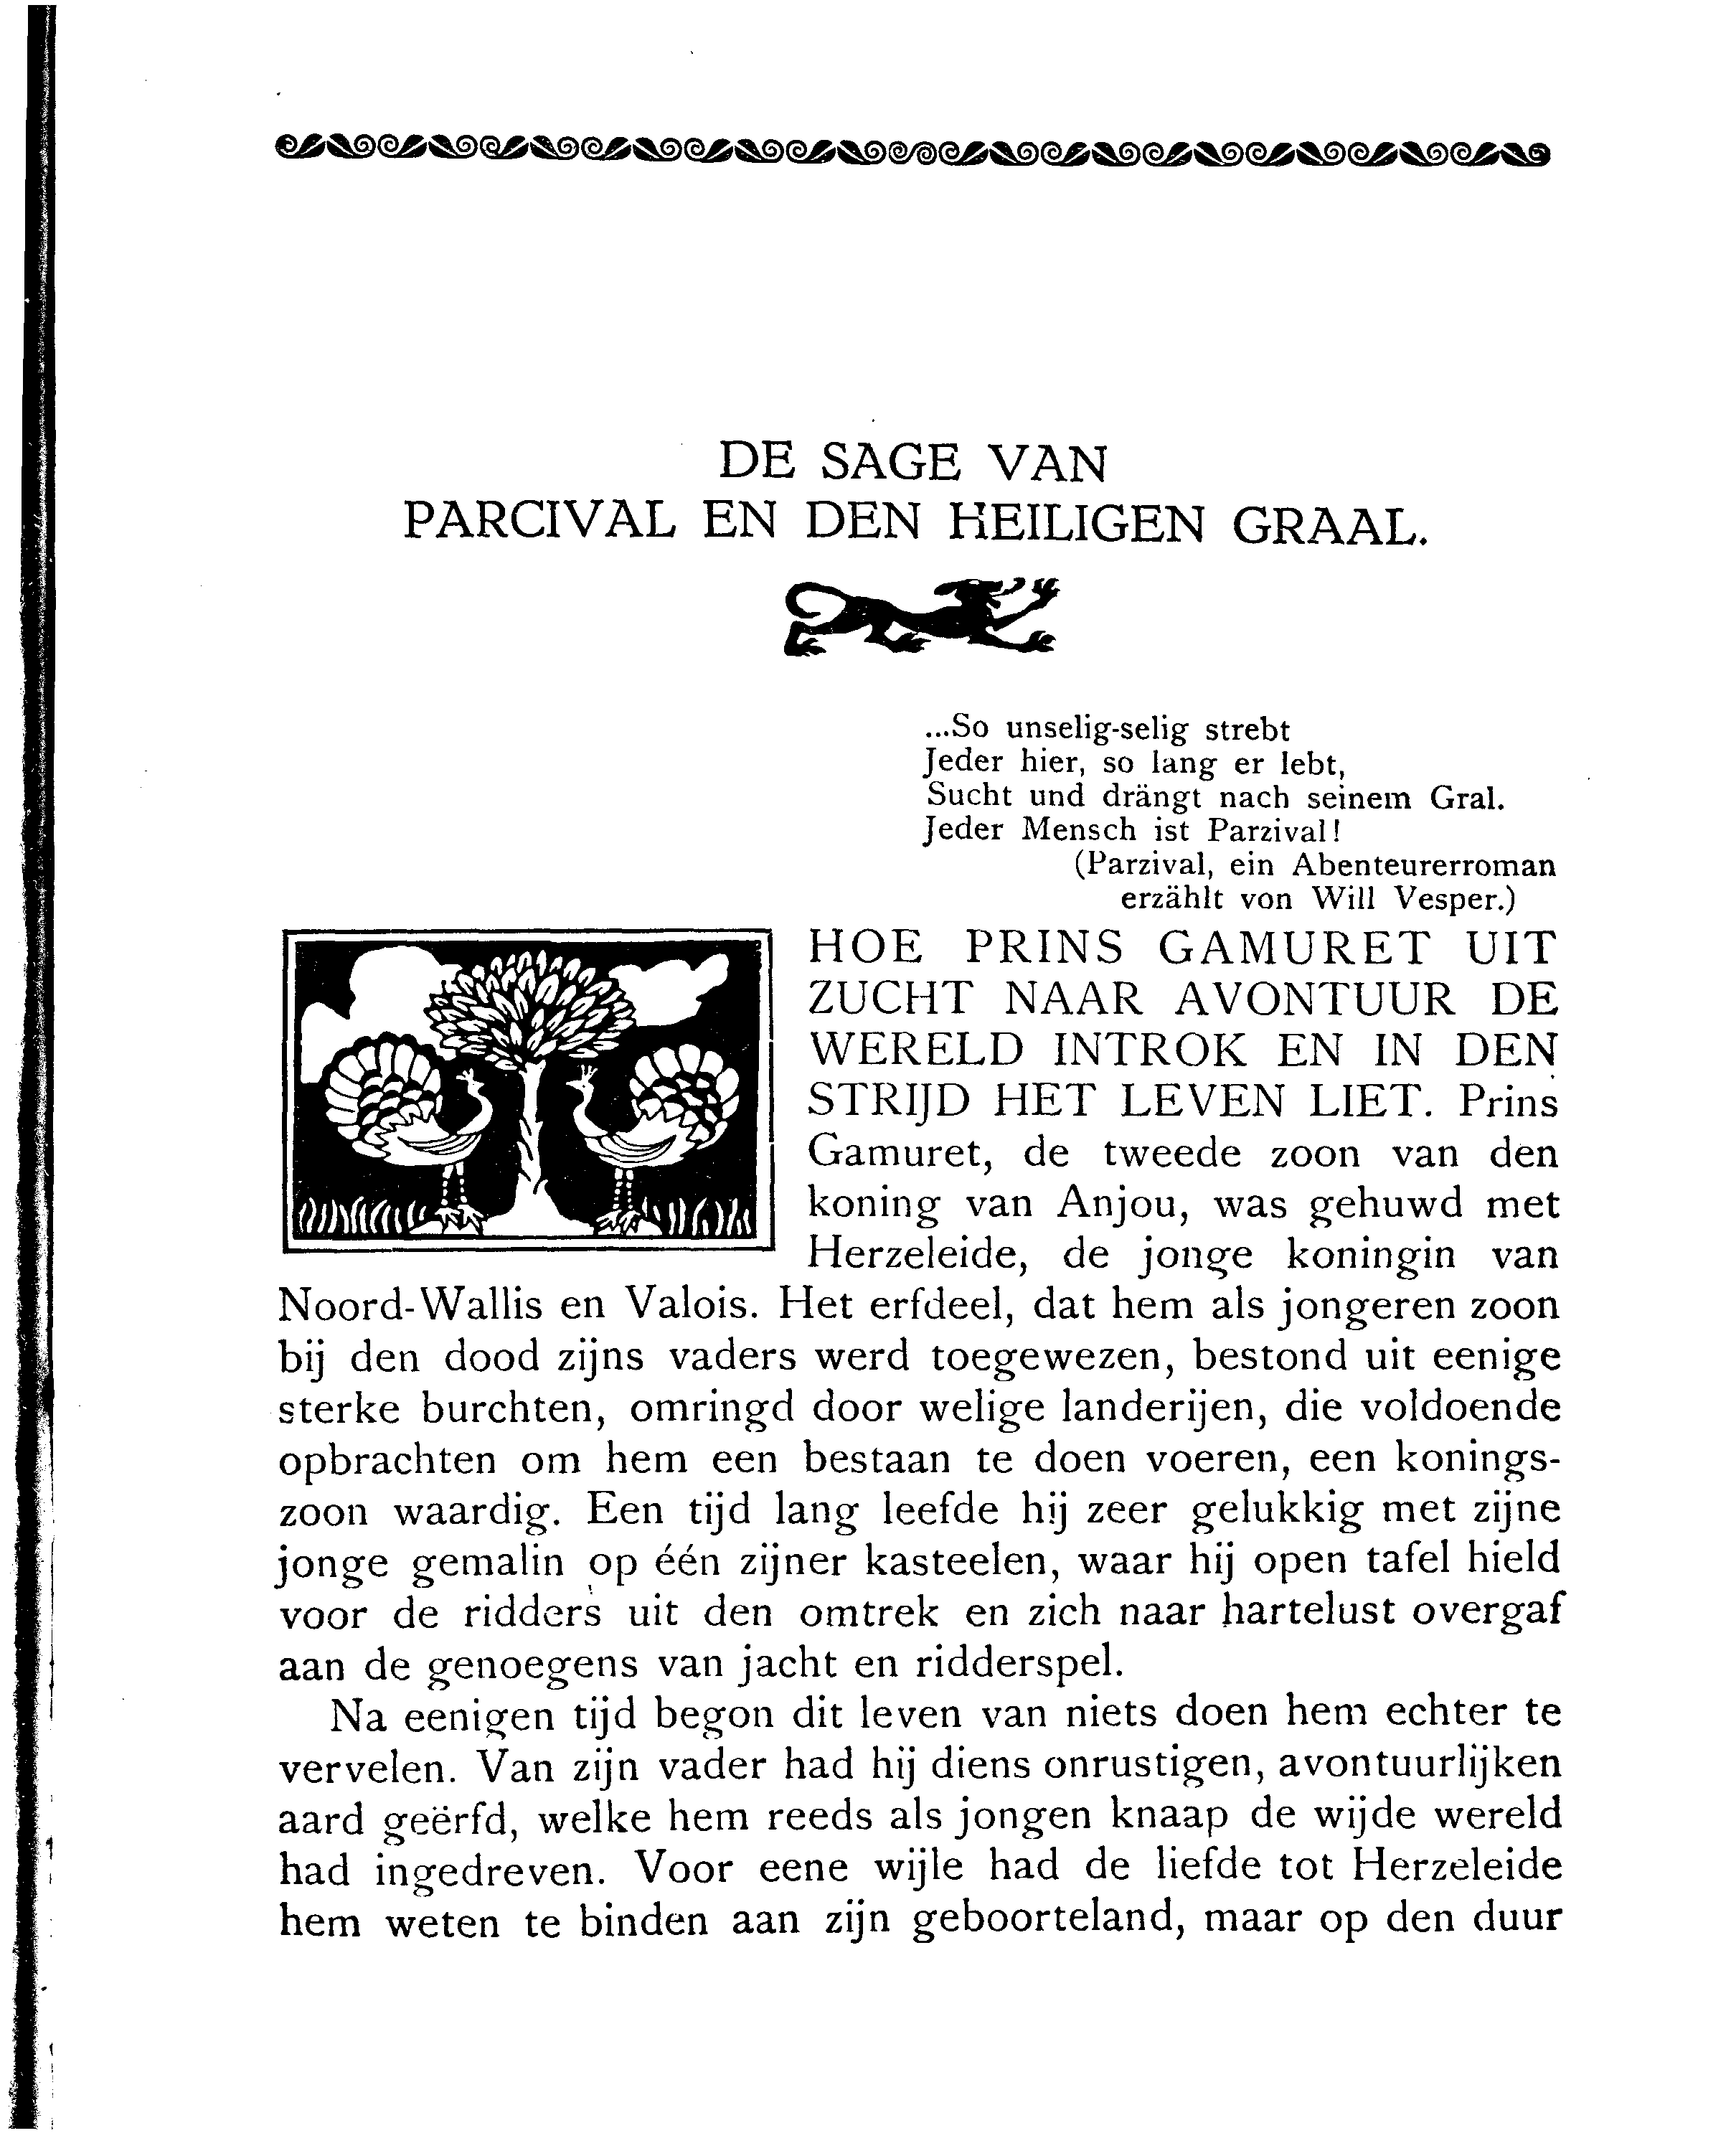 DE SAGE VAN
PARCIVAL EN DEN HEILIGEN GRAAL.
...So unselig-selig strebt
Jeder hier, so lang er lebt,
Sucht und drängt nach seinem Gral.
Jeder Mensch ist Parzival!
(Parzival, ein Abenteurerroman
erzählt von Will Vesper.)
HOE PRINS GAMURET UIT
ZUCHT NAAR AVONTUUR DE
WERELD INTROK EN IN DEN
STRIJD HET LEVEN LIET. Prins
Gamuret, de tweede zoon van den
koning van Anjou, was gehuwd met
Herzeleide, de jonge koningin van
Noord-Wallis en Valois. Het erfdeel, dat hem als jongeren zoon
bij den dood zijns vaders werd toegewezen, bestond uit eenige
sterke burchten, omringd door welige landerijen, die voldoende
opbrachten om hem een bestaan te doen voeren, een konings-
zoon waardig. Een tijd lang leefde hij zeer gelukkig met zijne
jonge gemalin op één zijner kasteelen, waar hij open tafel hield
voor de ridders uit den omtrek en zich naar hartelust overgaf
aan de genoegens van jacht en ridderspel.
Na eenigen tijd begon dit leven van niets doen hem echter te
vervelen. Van zijn vader had hij diens onrustigen, avontuurlijken
aard geërfd, welke hem reeds als jongen knaap de wijde wereld
had ingedreven. Voor eene wijle had de liefde tot Herzeleide
hem weten te binden aan zijn geboorteland, maar op den duur